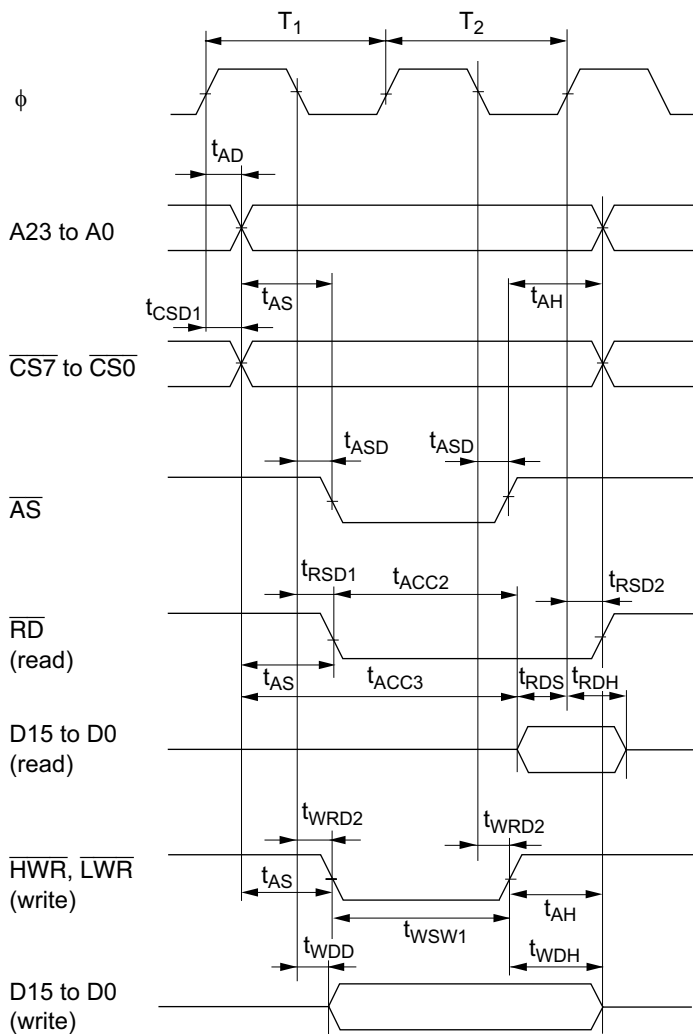 T1 T2
ϕ
tAD
A23 to A0
tAS tAH
tCSD1
CS7 to CS0
tASD tASD
AS
tRSD1 tACC2 tRSD2
RD
(read)
tAS tACC3 tRDS tRDH
D15 to D0
(read)
tWRD2 tWRD2
HWR, LWR
(write)
tAS tAH
tWSW1
tWDD tWDH
D15 to D0
(write)